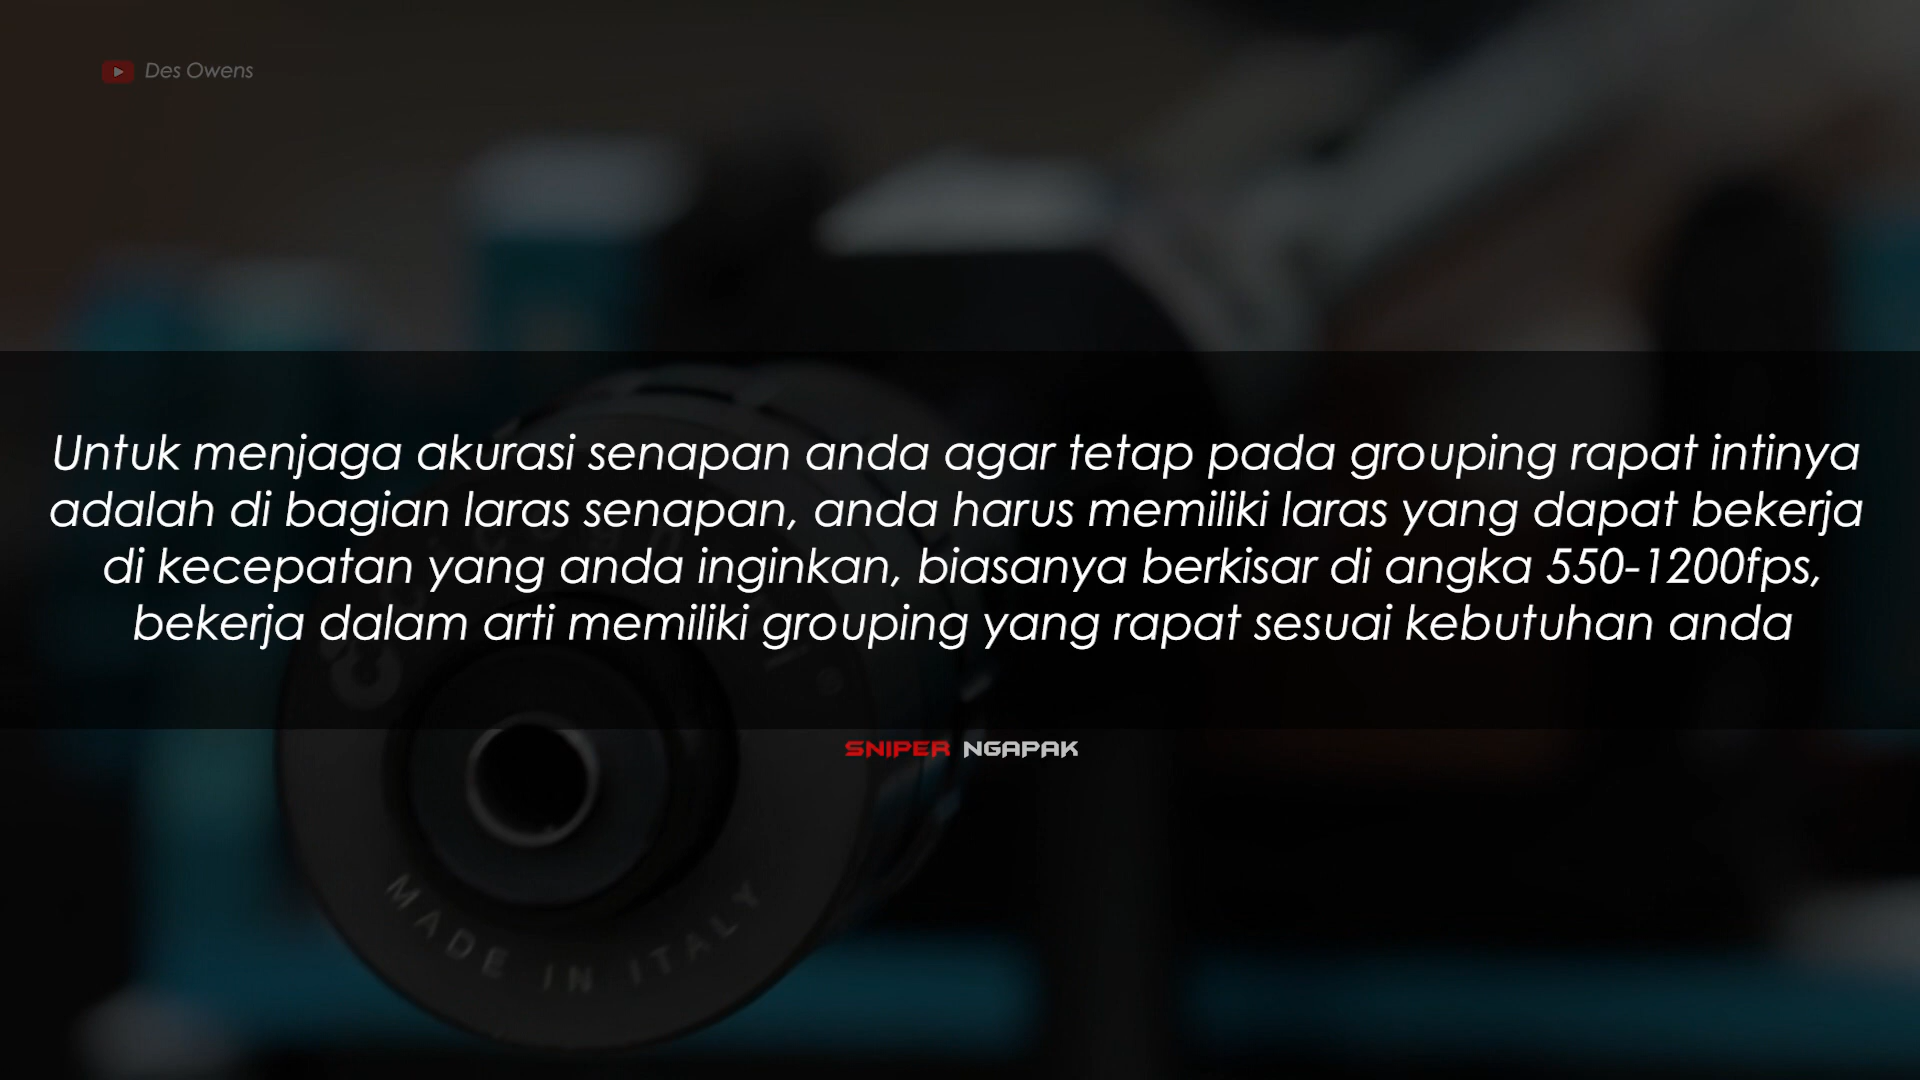 Des Owens
Untuk menjaga akurasi senapan anda agar tetap pada grouping rapat intinya
adalah di bagian laras senapan, anda harus memiliki laras yang dapat bekerja
di kecepatan yang anda inginkan, biasanya berkisar di angka 550-1200fps,
bekerja dalam arti memiliki grouping yang rapat sesuai kebutuhan anda
SNIPER NGAPAK
MADE IN ITALY